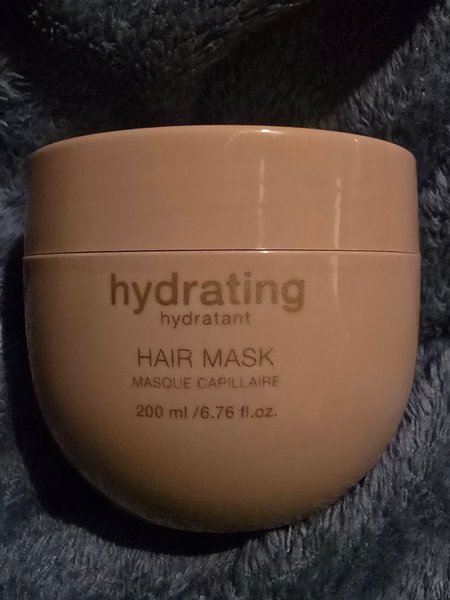 hydrating
hydratant
HAIR MASK
MASQUE CAPILLAIRE
200 ml /6.76 fl.oz.